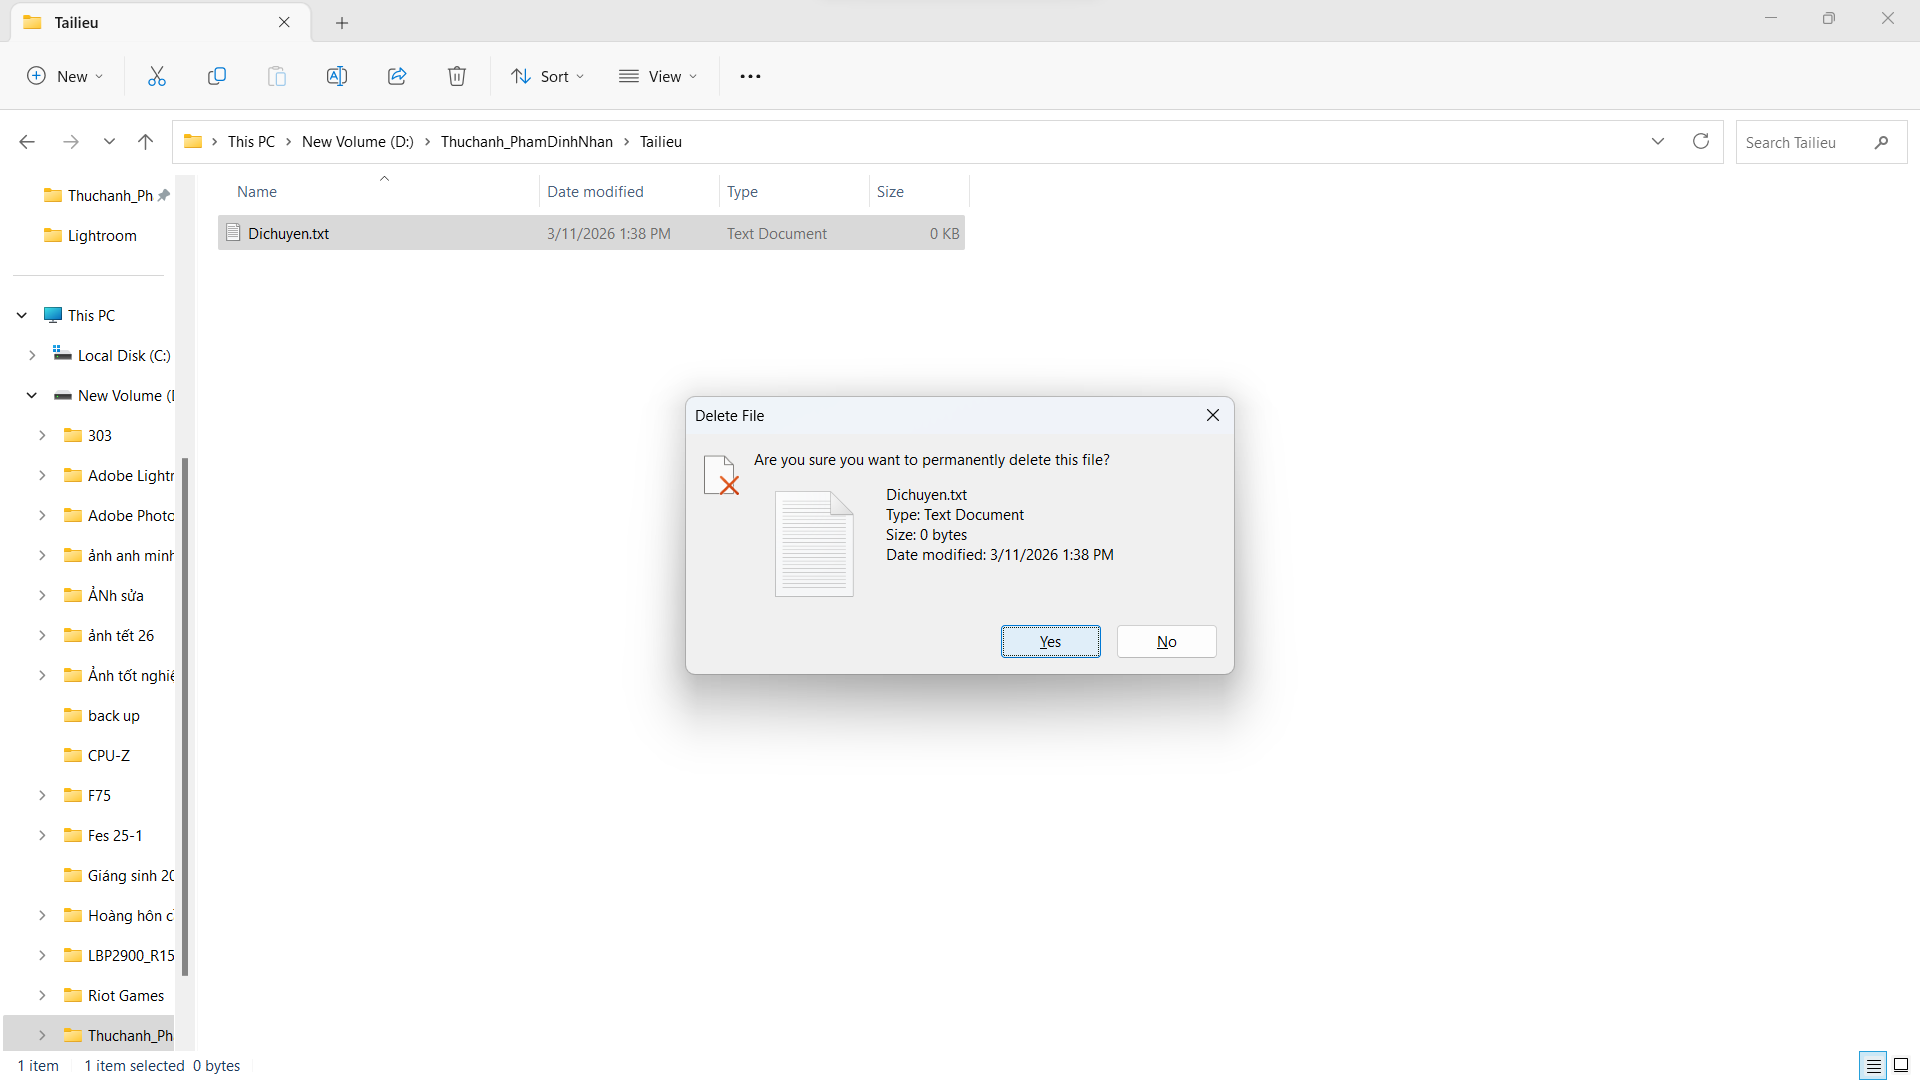 Tailieu
New
Sort
View
This PC > New Volume (D:) > Thuchanh_PhamDinhNhan > Tailieu
Search Tailieu
Thuchanh_Ph
Lightroom
This PC
Local Disk (C:)
New Volume (
303
Adobe Lightr
Adobe Photo
ảnh anh minh
ẢNh sửa
ảnh tết 26
Ảnh tốt nghiệ
back up
CPU-Z
F75
Fes 25-1
Giáng sinh 20
Hoàng hôn c
LBP2900_R15
Riot Games
Thuchanh_Pha
Name
Date modified
Type
Size
Dichuyen.txt
3/11/2026 1:38 PM
Text Document
0 KB
Delete File
Are you sure you want to permanently delete this file?
Dichuyen.txt
Type: Text Document
Size: 0 bytes
Date modified: 3/11/2026 1:38 PM
Yes
No
1 item
1 item selected 0 bytes